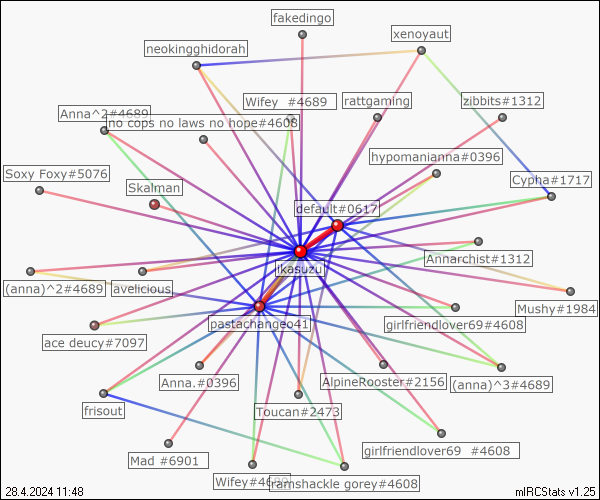 fakedingo
xenoyaut
neokingghidorah
Wifey #4689
rattgaming
zibbits#1312
Anna^2#4689
no cops no laws no hope#4608
hypomanianna#0396
Soxy Foxy#5076
Skalman
Cypha#1717
default#0617
Annarchist#1312
ikasuzu
(anna)^2#4689
avelicious
Mushy#1984
pastachangeo41
girlfriendlover69#4608
ace deucy#7097
Anna.#0396
AlpineRooster#2156
(anna)^3#4689
frisout
Toucan#2473
girlfriendlover69 #4608
Mad #6901
Wifey#4689
ramshackle gorey#4608
28.4.2024 11:48
mIRCStats v1.25